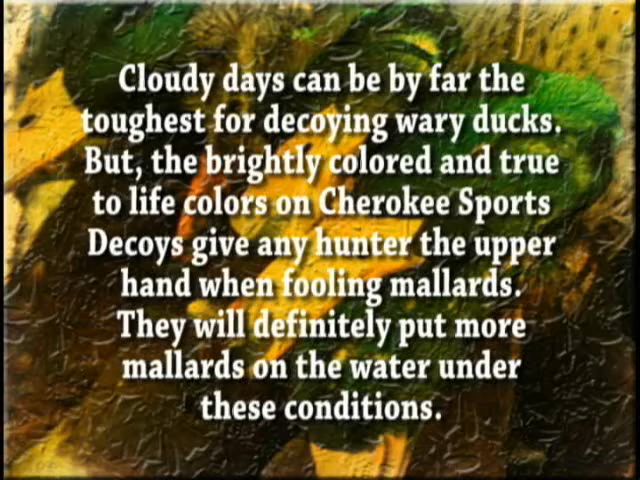 Cloudy days can be by far the
toughest for decoying wary ducks.
But, the brightly colored and true
to life colors on Cherokee Sports
Decoys give any hunter the upper
hand when fooling mallards.
They will definitely put more
mallards on the water under
these conditions.